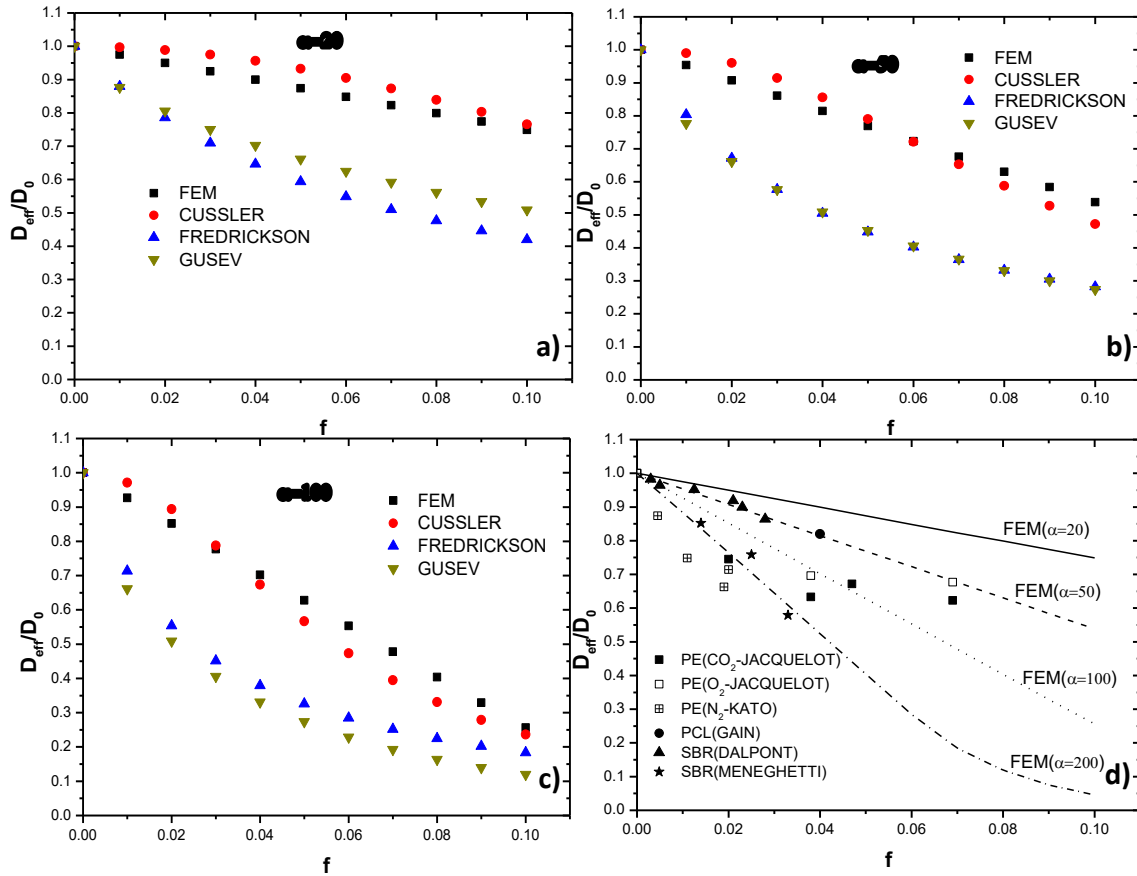 1.1
1.0
0.9
0.8
0.7
0.6
0.5
0.4
0.3
0.2
0.1
0.0
D_eff/D_0
FEM
CUSSLER
FREDRICKSON
GUSEV
a)
0.00 0.02 0.04 0.06 0.08 0.10
f
1.1
1.0
0.9
0.8
0.7
0.6
0.5
0.4
0.3
0.2
0.1
0.0
D_eff/D_0
FEM
CUSSLER
FREDRICKSON
GUSEV
b)
0.00 0.02 0.04 0.06 0.08 0.10
f
1.1
1.0
0.9
0.8
0.7
0.6
0.5
0.4
0.3
0.2
0.1
0.0
D_eff/D_0
FEM
CUSSLER
FREDRICKSON
GUSEV
c)
0.00 0.02 0.04 0.06 0.08 0.10
f
1.1
1.0
0.9
0.8
0.7
0.6
0.5
0.4
0.3
0.2
0.1
0.0
D_eff/D_0
FEM(α=20)
FEM(α=50)
FEM(α=100)
FEM(α=200)
PE(CO₂-JACQUELOT)
PE(O₂-JACQUELOT)
PE(N₂-KATO)
PCL(GAIN)
SBR(DALPONT)
SBR(MENEGHETTI)
d)
0.00 0.02 0.04 0.06 0.08 0.10
f